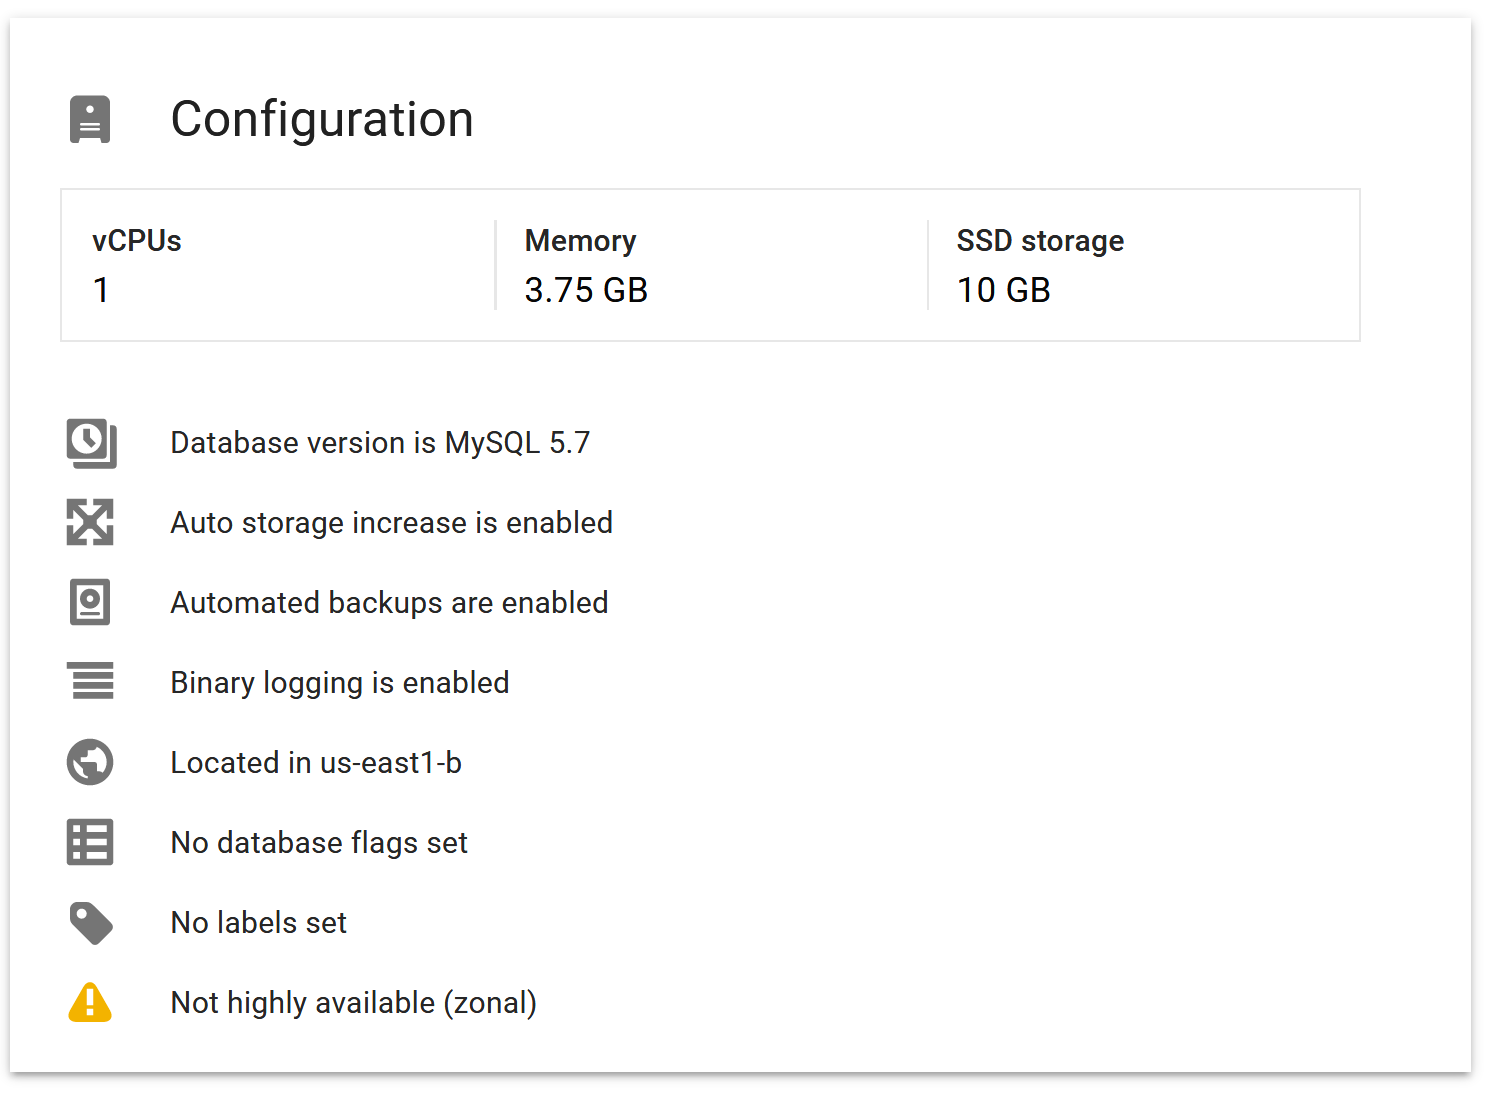 Configuration
vCPUs Memory SSD storage
1 3.75 GB 10 GB
Database version is MySQL 5.7
Auto storage increase is enabled
Automated backups are enabled
Binary logging is enabled
Located in us-east1-b
No database flags set
No labels set
Not highly available (zonal)